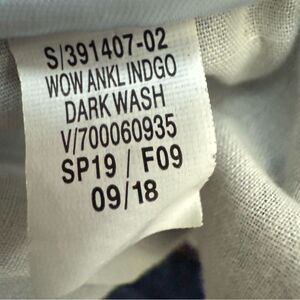 S/391407-02
WOW ANKL INDGO
DARK WASH
V/700060935
SP19 / F09
09/18